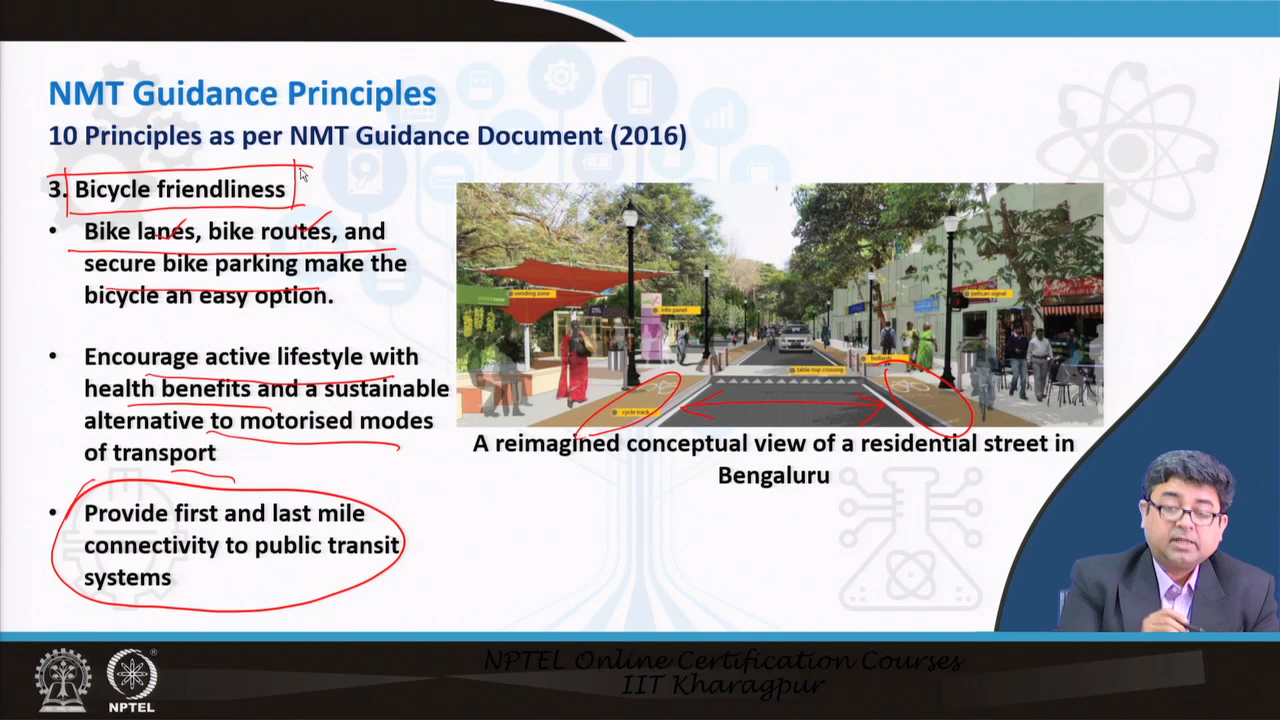 NMT Guidance Principles
10 Principles as per NMT Guidance Document (2016)
3. Bicycle friendliness
• Bike lanes, bike routes, and
secure bike parking make the
bicycle an easy option.
• Encourage active lifestyle with
health benefits and a sustainable
alternative to motorised modes
of transport
• Provide first and last mile
connectivity to public transit
systems
vending zone
info panel
pelican signal
bollards
table-top crossing
cycle track
A reimagined conceptual view of a residential street in
Bengaluru
NPTEL Online Certification Courses
IIT Kharagpur
NPTEL